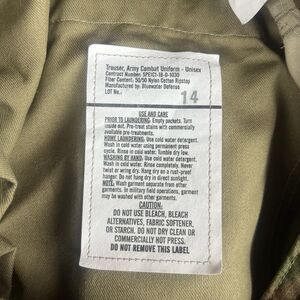 Trouser, Army Combat Uniform - Unisex
Contract Number: SPE1C1-18-D-1030
Fiber Content: 50/50 Nylon Cotton Ripstop
Manufactured by: Bluewater Defense
LOT No.:
14
USE AND CARE
PRIOR TO LAUNDERING: Empty pockets. Turn
inside out. Pre-treat stains with commercially
available pre-treatments.
HOME LAUNDERING: Use cold water detergent.
Wash in cold water using permanent press
cycle. Rinse in cold water. Tumble dry low.
WASHING BY HAND: Use cold water detergent.
Wash in cold water. Rinse completely. Never
twist or wring dry. Hang dry on a rust-proof
hanger. Do not hang dry in direct sunlight.
NOTE: Wash garment separate from other
garments. In military field operations, garment
may be washed with other garments.
CAUTION:
DO NOT USE BLEACH, BLEACH
ALTERNATIVES, FABRIC SOFTENER,
OR STARCH. DO NOT DRY CLEAN OR
COMMERCIALLY HOT PRESS.
DO NOT REMOVE THIS LABEL